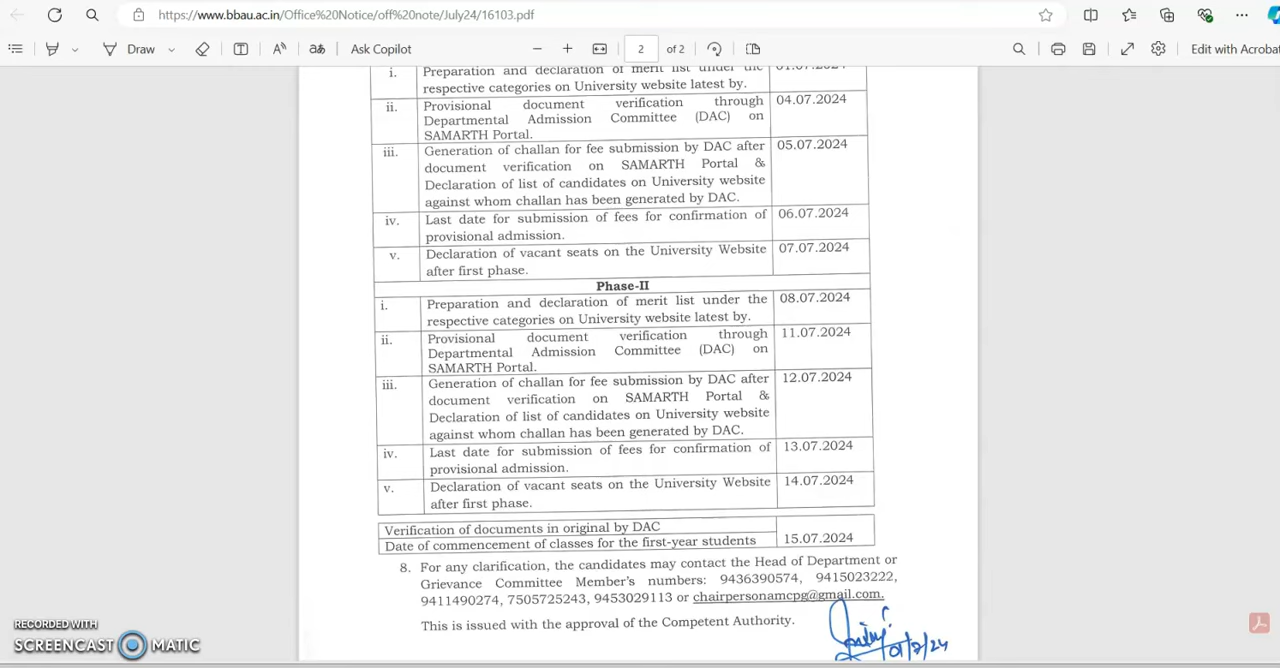 https://www.bbau.ac.in/Office%20Notice/off%20note/July24/16103.pdf
Draw
Ask Copilot
2 of 2
Edit with Acrobat
i. Preparation and declaration of merit list under the 01.07.2024
respective categories on University website latest by.
ii. Provisional document verification through 04.07.2024
Departmental Admission Committee (DAC) on
SAMARTH Portal.
iii. Generation of challan for fee submission by DAC after 05.07.2024
document verification on SAMARTH Portal &
Declaration of list of candidates on University website
against whom challan has been generated by DAC.
iv. Last date for submission of fees for confirmation of 06.07.2024
provisional admission.
v. Declaration of vacant seats on the University Website 07.07.2024
after first phase.
Phase-II
i. Preparation and declaration of merit list under the 08.07.2024
respective categories on University website latest by.
ii. Provisional document verification through 11.07.2024
Departmental Admission Committee (DAC) on
SAMARTH Portal.
iii. Generation of challan for fee submission by DAC after 12.07.2024
document verification on SAMARTH Portal &
Declaration of list of candidates on University website
against whom challan has been generated by DAC.
iv. Last date for submission of fees for confirmation of 13.07.2024
provisional admission.
v. Declaration of vacant seats on the University Website 14.07.2024
after first phase.
Verification of documents in original by DAC
Date of commencement of classes for the first-year students 15.07.2024
8. For any clarification, the candidates may contact the Head of Department or
Grievance Committee Member's numbers: 9436390574, 9415023222,
9411490274, 7505725243, 9453029113 or chairpersonamcpg@gmail.com.
This is issued with the approval of the Competent Authority.
RECORDED WITH
SCREENCAST MATIC